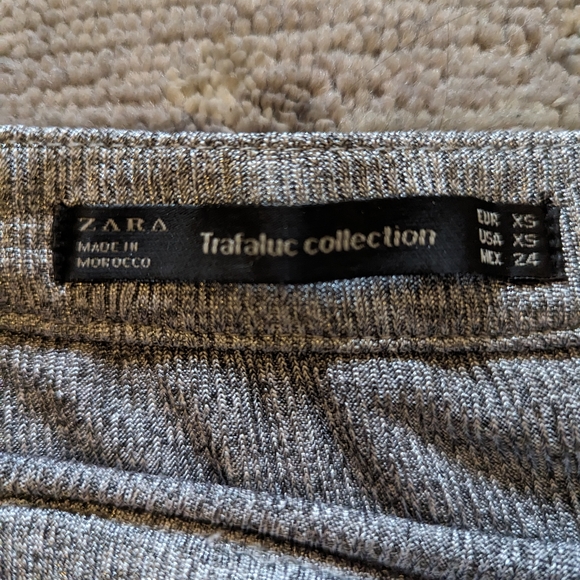 ZARA
MADE IN
MOROCCO
Trafaluc collection
EUR XS
USA XS
MEX 24